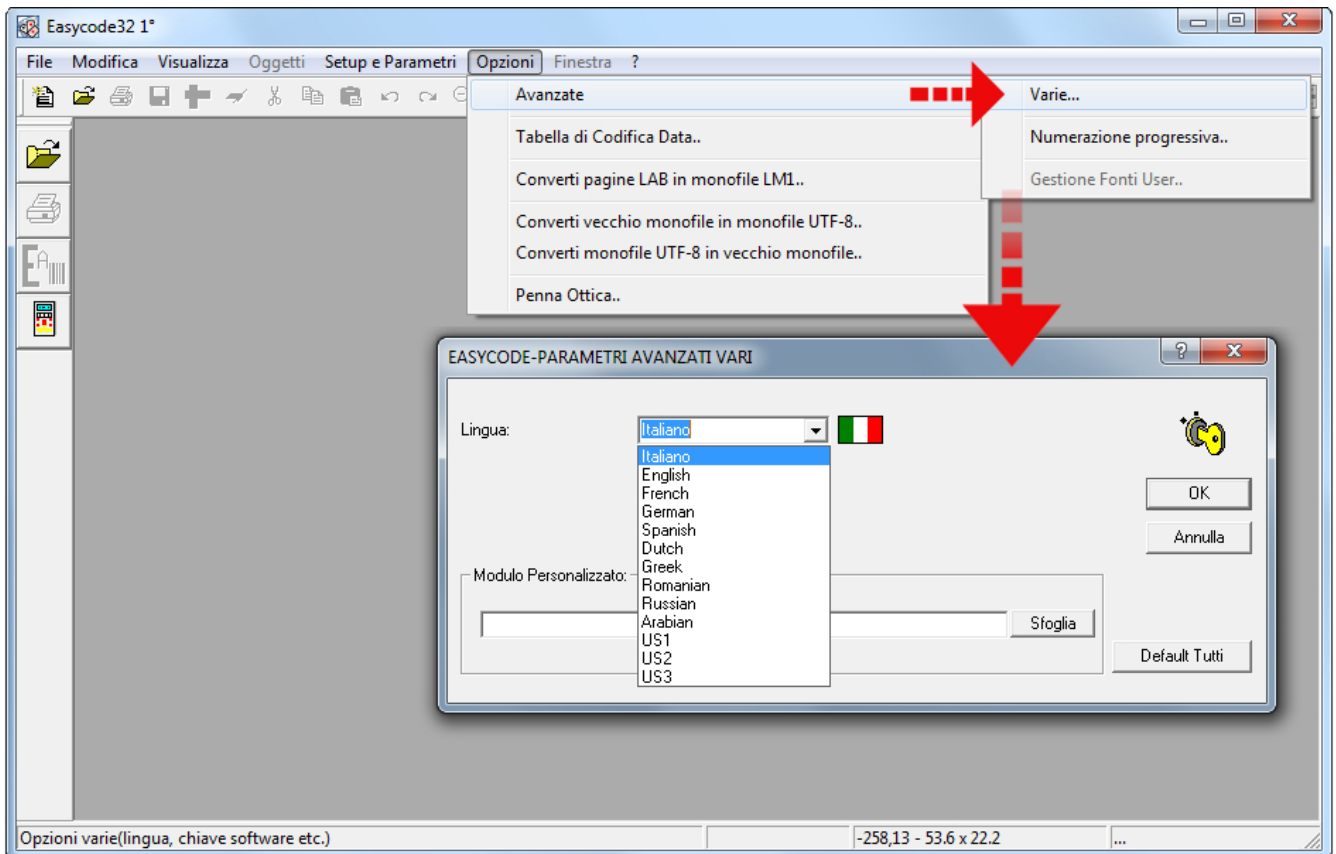 Easycode32 1°
File Modifica Visualizza Oggetti Setup e Parametri Opzioni Finestra ?
Avanzate
Varie...
Tabella di Codifica Data..
Numerazione progressiva..
Converti pagine LAB in monofile LM1..
Gestione Fonti User..
Converti vecchio monofile in monofile UTF-8..
Converti monofile UTF-8 in vecchio monofile..
Penna Ottica..
EASYCODE-PARAMETRI AVANZATI VARI
Lingua:
Italiano
Italiano
English
French
German
Spanish
Dutch
Greek
Romanian
Russian
Arabian
US1
US2
US3
OK
Annulla
Modulo Personalizzato:
Sfoglia
Default Tutti
Opzioni varie(lingua, chiave software etc.)
-258,13 - 53.6 x 22.2
...